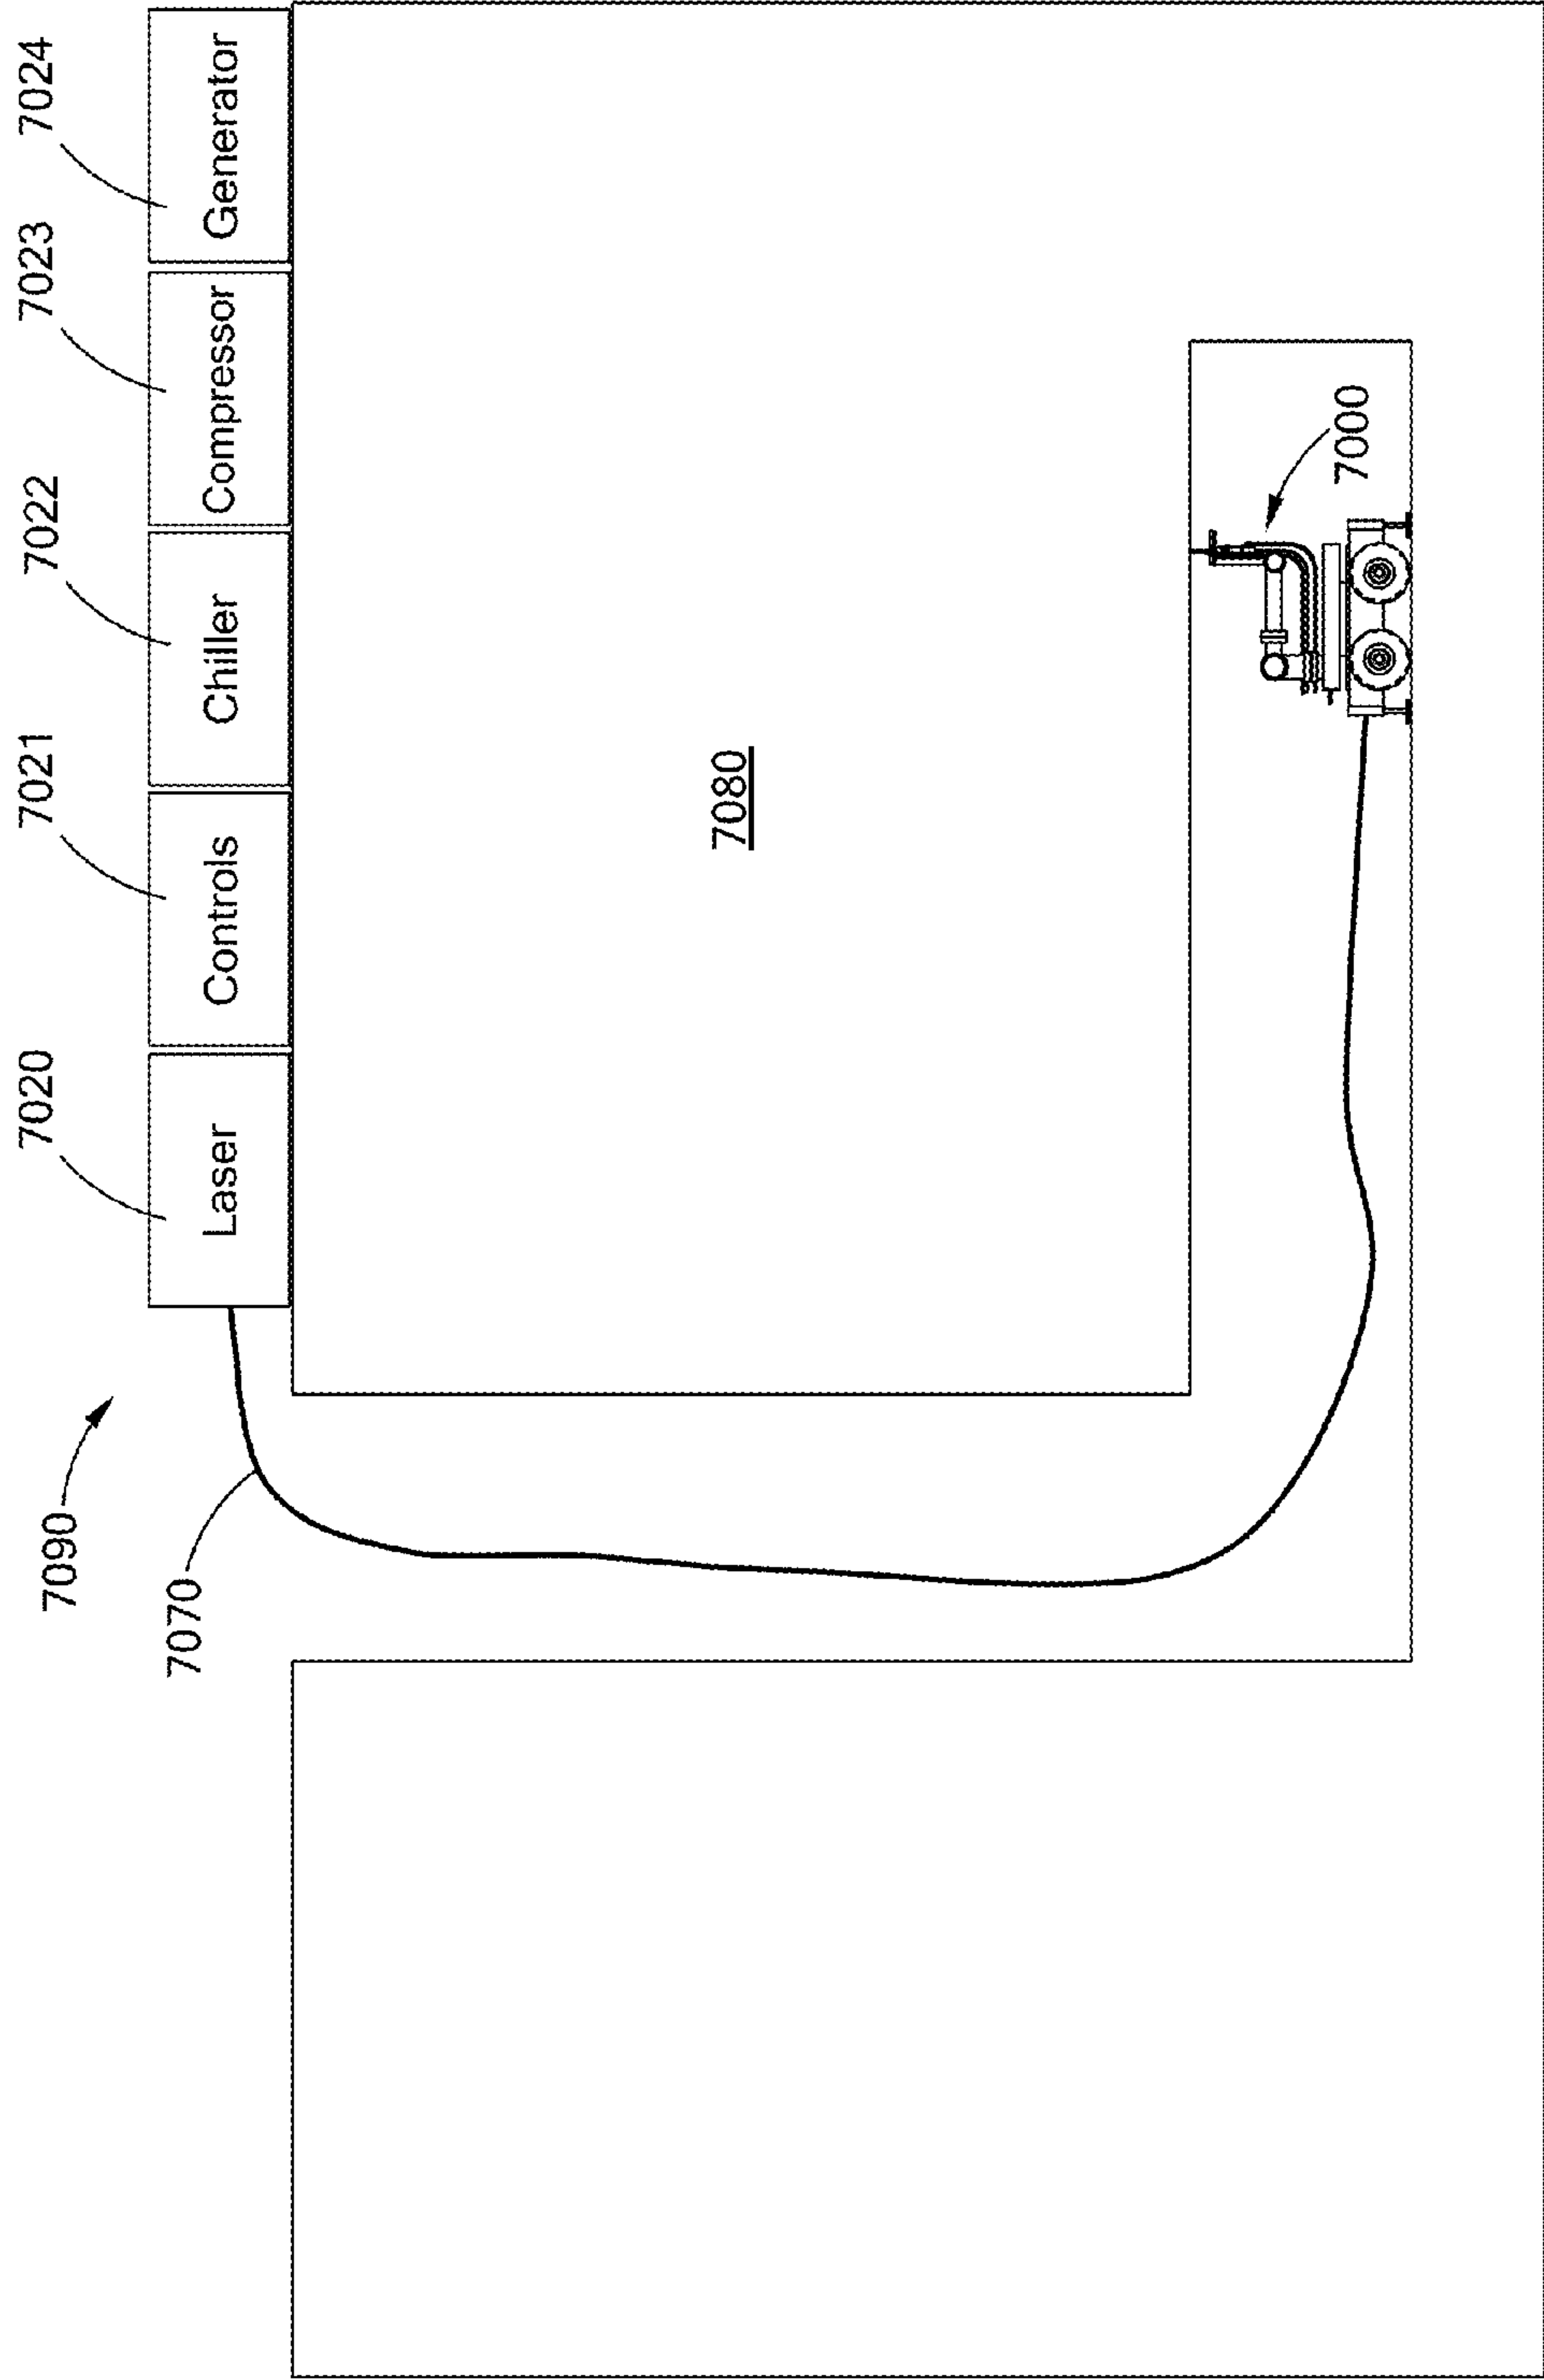 7090
7020
7021
7022
7023
7024
7070
Laser
Controls
Chiller
Compressor
Generator
7080
7000